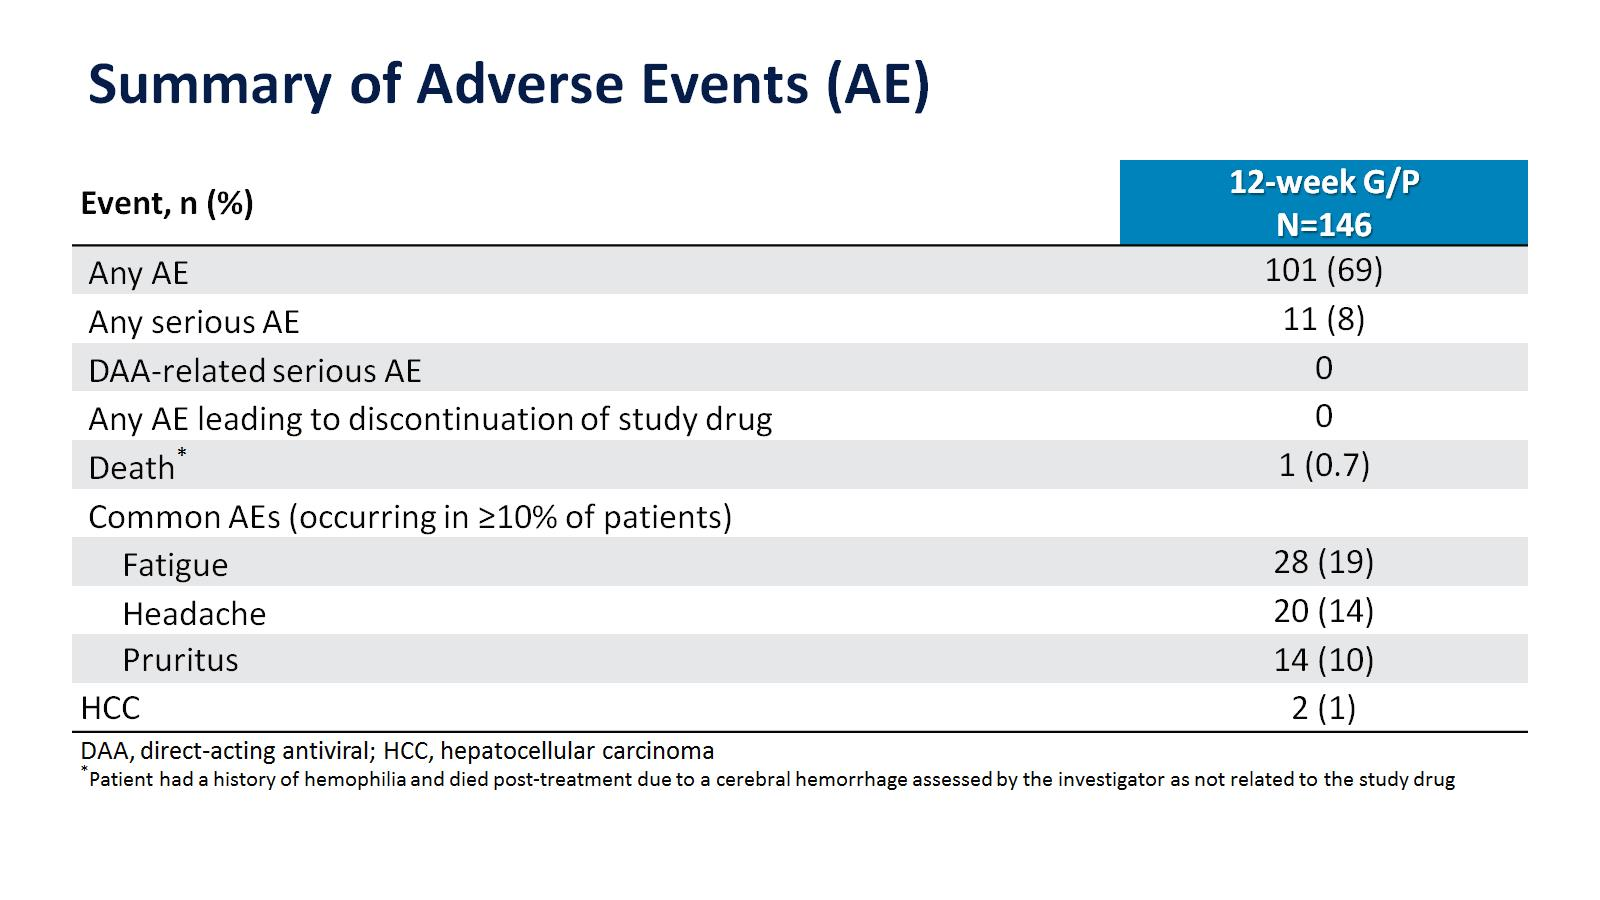 Summary of Adverse Events (AE)
Event, n (%)
12-week G/P
N=146
Any AE 101 (69)
Any serious AE 11 (8)
DAA-related serious AE 0
Any AE leading to discontinuation of study drug 0
Death* 1 (0.7)
Common AEs (occurring in ≥10% of patients)
Fatigue 28 (19)
Headache 20 (14)
Pruritus 14 (10)
HCC 2 (1)
DAA, direct-acting antiviral; HCC, hepatocellular carcinoma
*Patient had a history of hemophilia and died post-treatment due to a cerebral hemorrhage assessed by the investigator as not related to the study drug